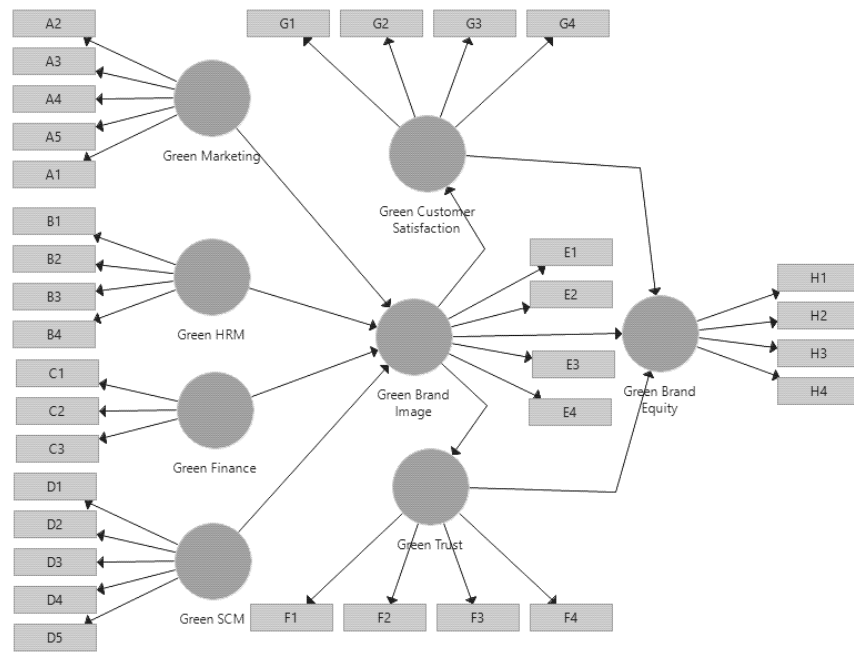 A2
A3
A4
A5
A1
Green Marketing
B1
B2
B3
B4
Green HRM
C1
C2
C3
Green Finance
D1
D2
D3
D4
D5
Green SCM
G1
G2
G3
G4
Green Customer
Satisfaction
Green Brand
Image
E1
E2
E3
E4
Green Trust
F1
F2
F3
F4
Green Brand
Equity
H1
H2
H3
H4